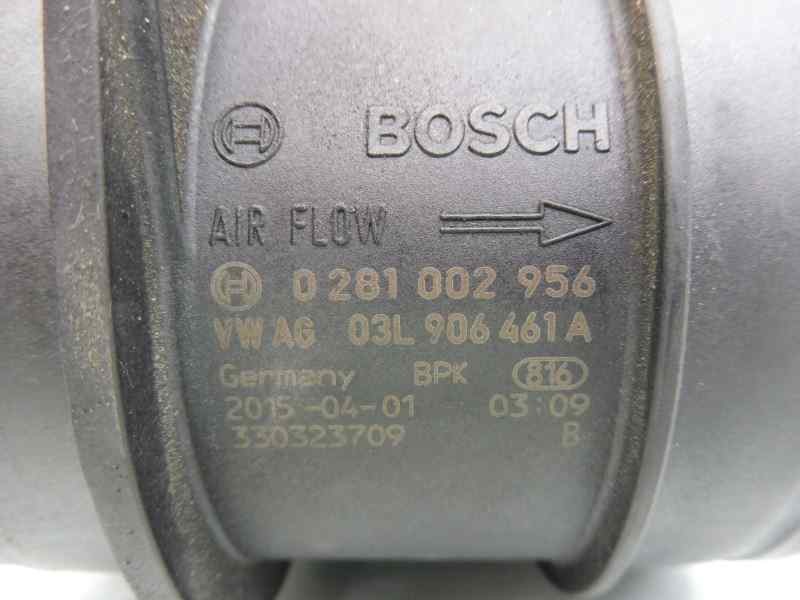 BOSCH
AIR FLOW
0 281 002 956
VW AG 03L 906 461 A
Germany BPK 816
2015-04-01 03:09
330323709 B